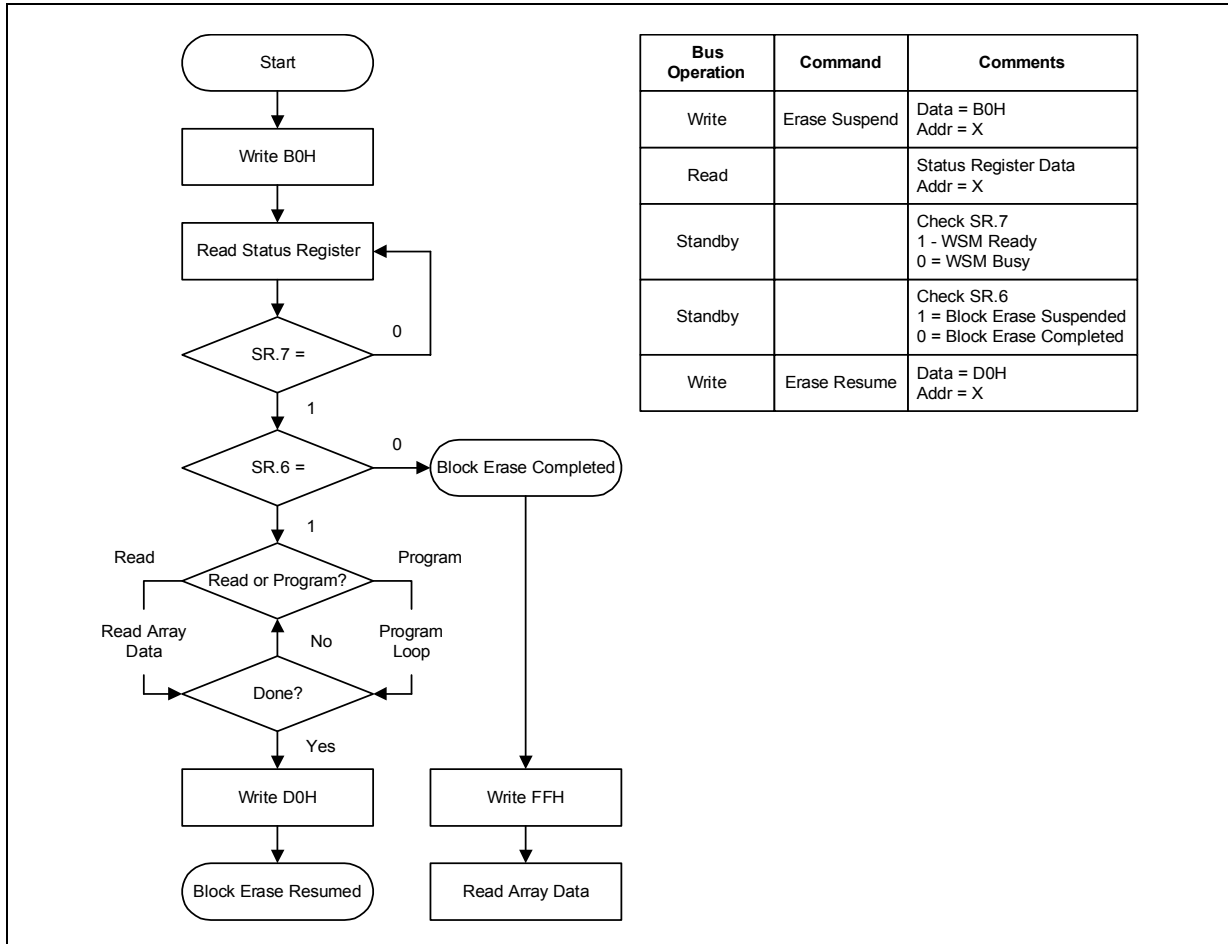 Start
Write B0H
Read Status Register
0
SR.7 =
1
0
SR.6 =
Block Erase Completed
1
Read
Program
Read or Program?
Read Array
Data
No
Program
Loop
Done?
Yes
Write D0H
Write FFH
Block Erase Resumed
Read Array Data
Bus
Operation
Command
Comments
Write
Erase Suspend
Data = B0H
Addr = X
Read
Status Register Data
Addr = X
Standby
Check SR.7
1 - WSM Ready
0 = WSM Busy
Standby
Check SR.6
1 = Block Erase Suspended
0 = Block Erase Completed
Write
Erase Resume
Data = D0H
Addr = X